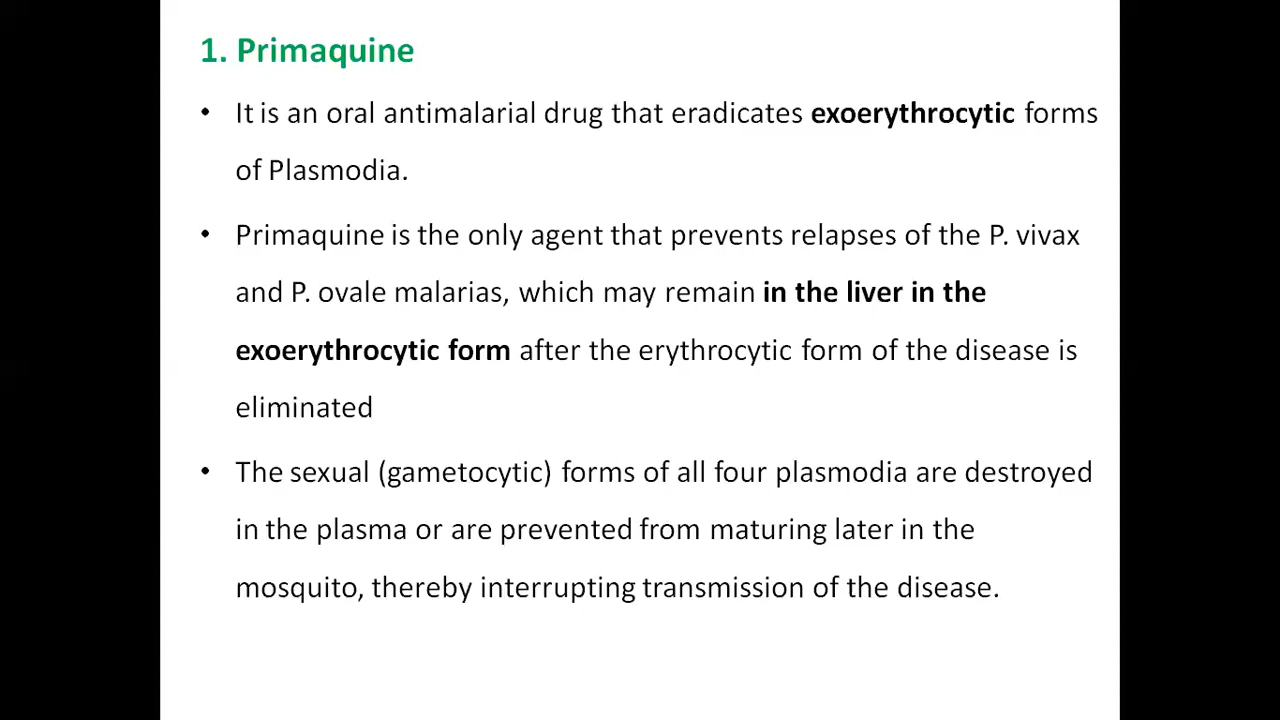 1. Primaquine
• It is an oral antimalarial drug that eradicates exoerythrocytic forms
of Plasmodia.
• Primaquine is the only agent that prevents relapses of the P. vivax
and P. ovale malarias, which may remain in the liver in the
exoerythrocytic form after the erythrocytic form of the disease is
eliminated
• The sexual (gametocytic) forms of all four plasmodia are destroyed
in the plasma or are prevented from maturing later in the
mosquito, thereby interrupting transmission of the disease.